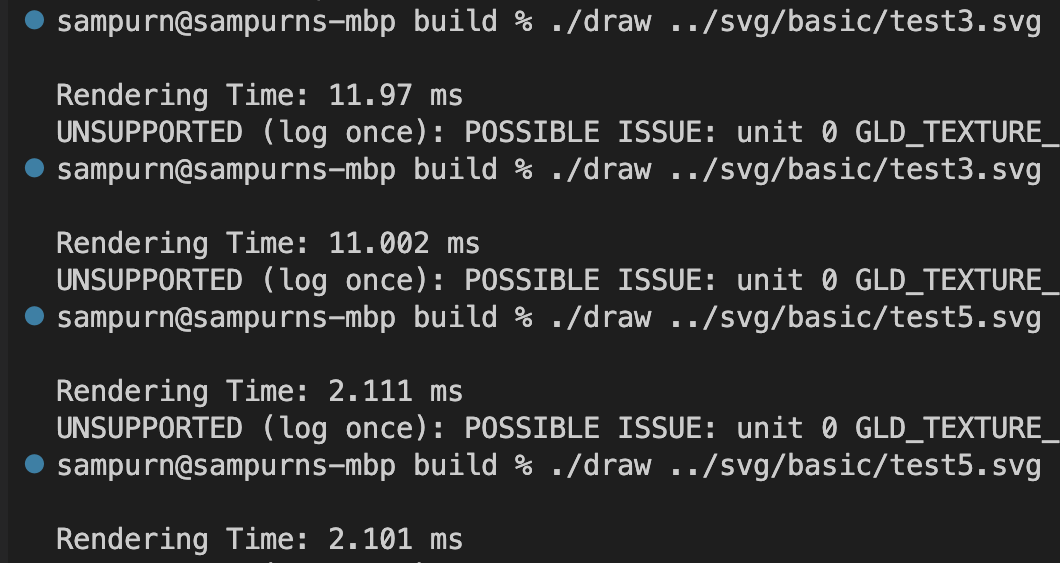 sampurn@sampurns-mbp build % ./draw ../svg/basic/test3.svg
Rendering Time: 11.97 ms
UNSUPPORTED (log once): POSSIBLE ISSUE: unit 0 GLD_TEXTURE_
sampurn@sampurns-mbp build % ./draw ../svg/basic/test3.svg
Rendering Time: 11.002 ms
UNSUPPORTED (log once): POSSIBLE ISSUE: unit 0 GLD_TEXTURE_
sampurn@sampurns-mbp build % ./draw ../svg/basic/test5.svg
Rendering Time: 2.111 ms
UNSUPPORTED (log once): POSSIBLE ISSUE: unit 0 GLD_TEXTURE_
sampurn@sampurns-mbp build % ./draw ../svg/basic/test5.svg
Rendering Time: 2.101 ms